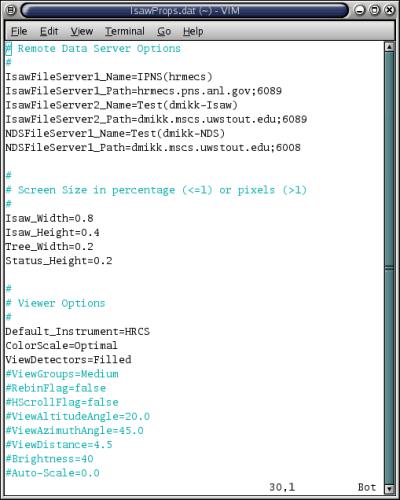 IsawProps.dat (~) - VIM
File Edit View Terminal Go Help
# Remote Data Server Options
#
IsawFileServer1_Name=IPNS(hrmecs)
IsawFileServer1_Path=hrmecs.pns.anl.gov;6089
IsawFileServer2_Name=Test(dmikk-Isaw)
IsawFileServer2_Path=dmikk.mscs.uwstout.edu;6089
NDSFileServer1_Name=Test(dmikk-NDS)
NDSFileServer1_Path=dmikk.mscs.uwstout.edu;6008
#
# Screen Size in percentage (<=1) or pixels (>1)
#
Isaw_Width=0.8
Isaw_Height=0.4
Tree_Width=0.2
Status_Height=0.2
#
# Viewer Options
#
Default_Instrument=HRCS
ColorScale=Optimal
ViewDetectors=Filled
#ViewGroups=Medium
#RebinFlag=false
#HScrollFlag=false
#ViewAltitudeAngle=20.0
#ViewAzimuthAngle=45.0
#ViewDistance=4.5
#Brightness=40
#Auto-Scale=0.0
30,1 Bot